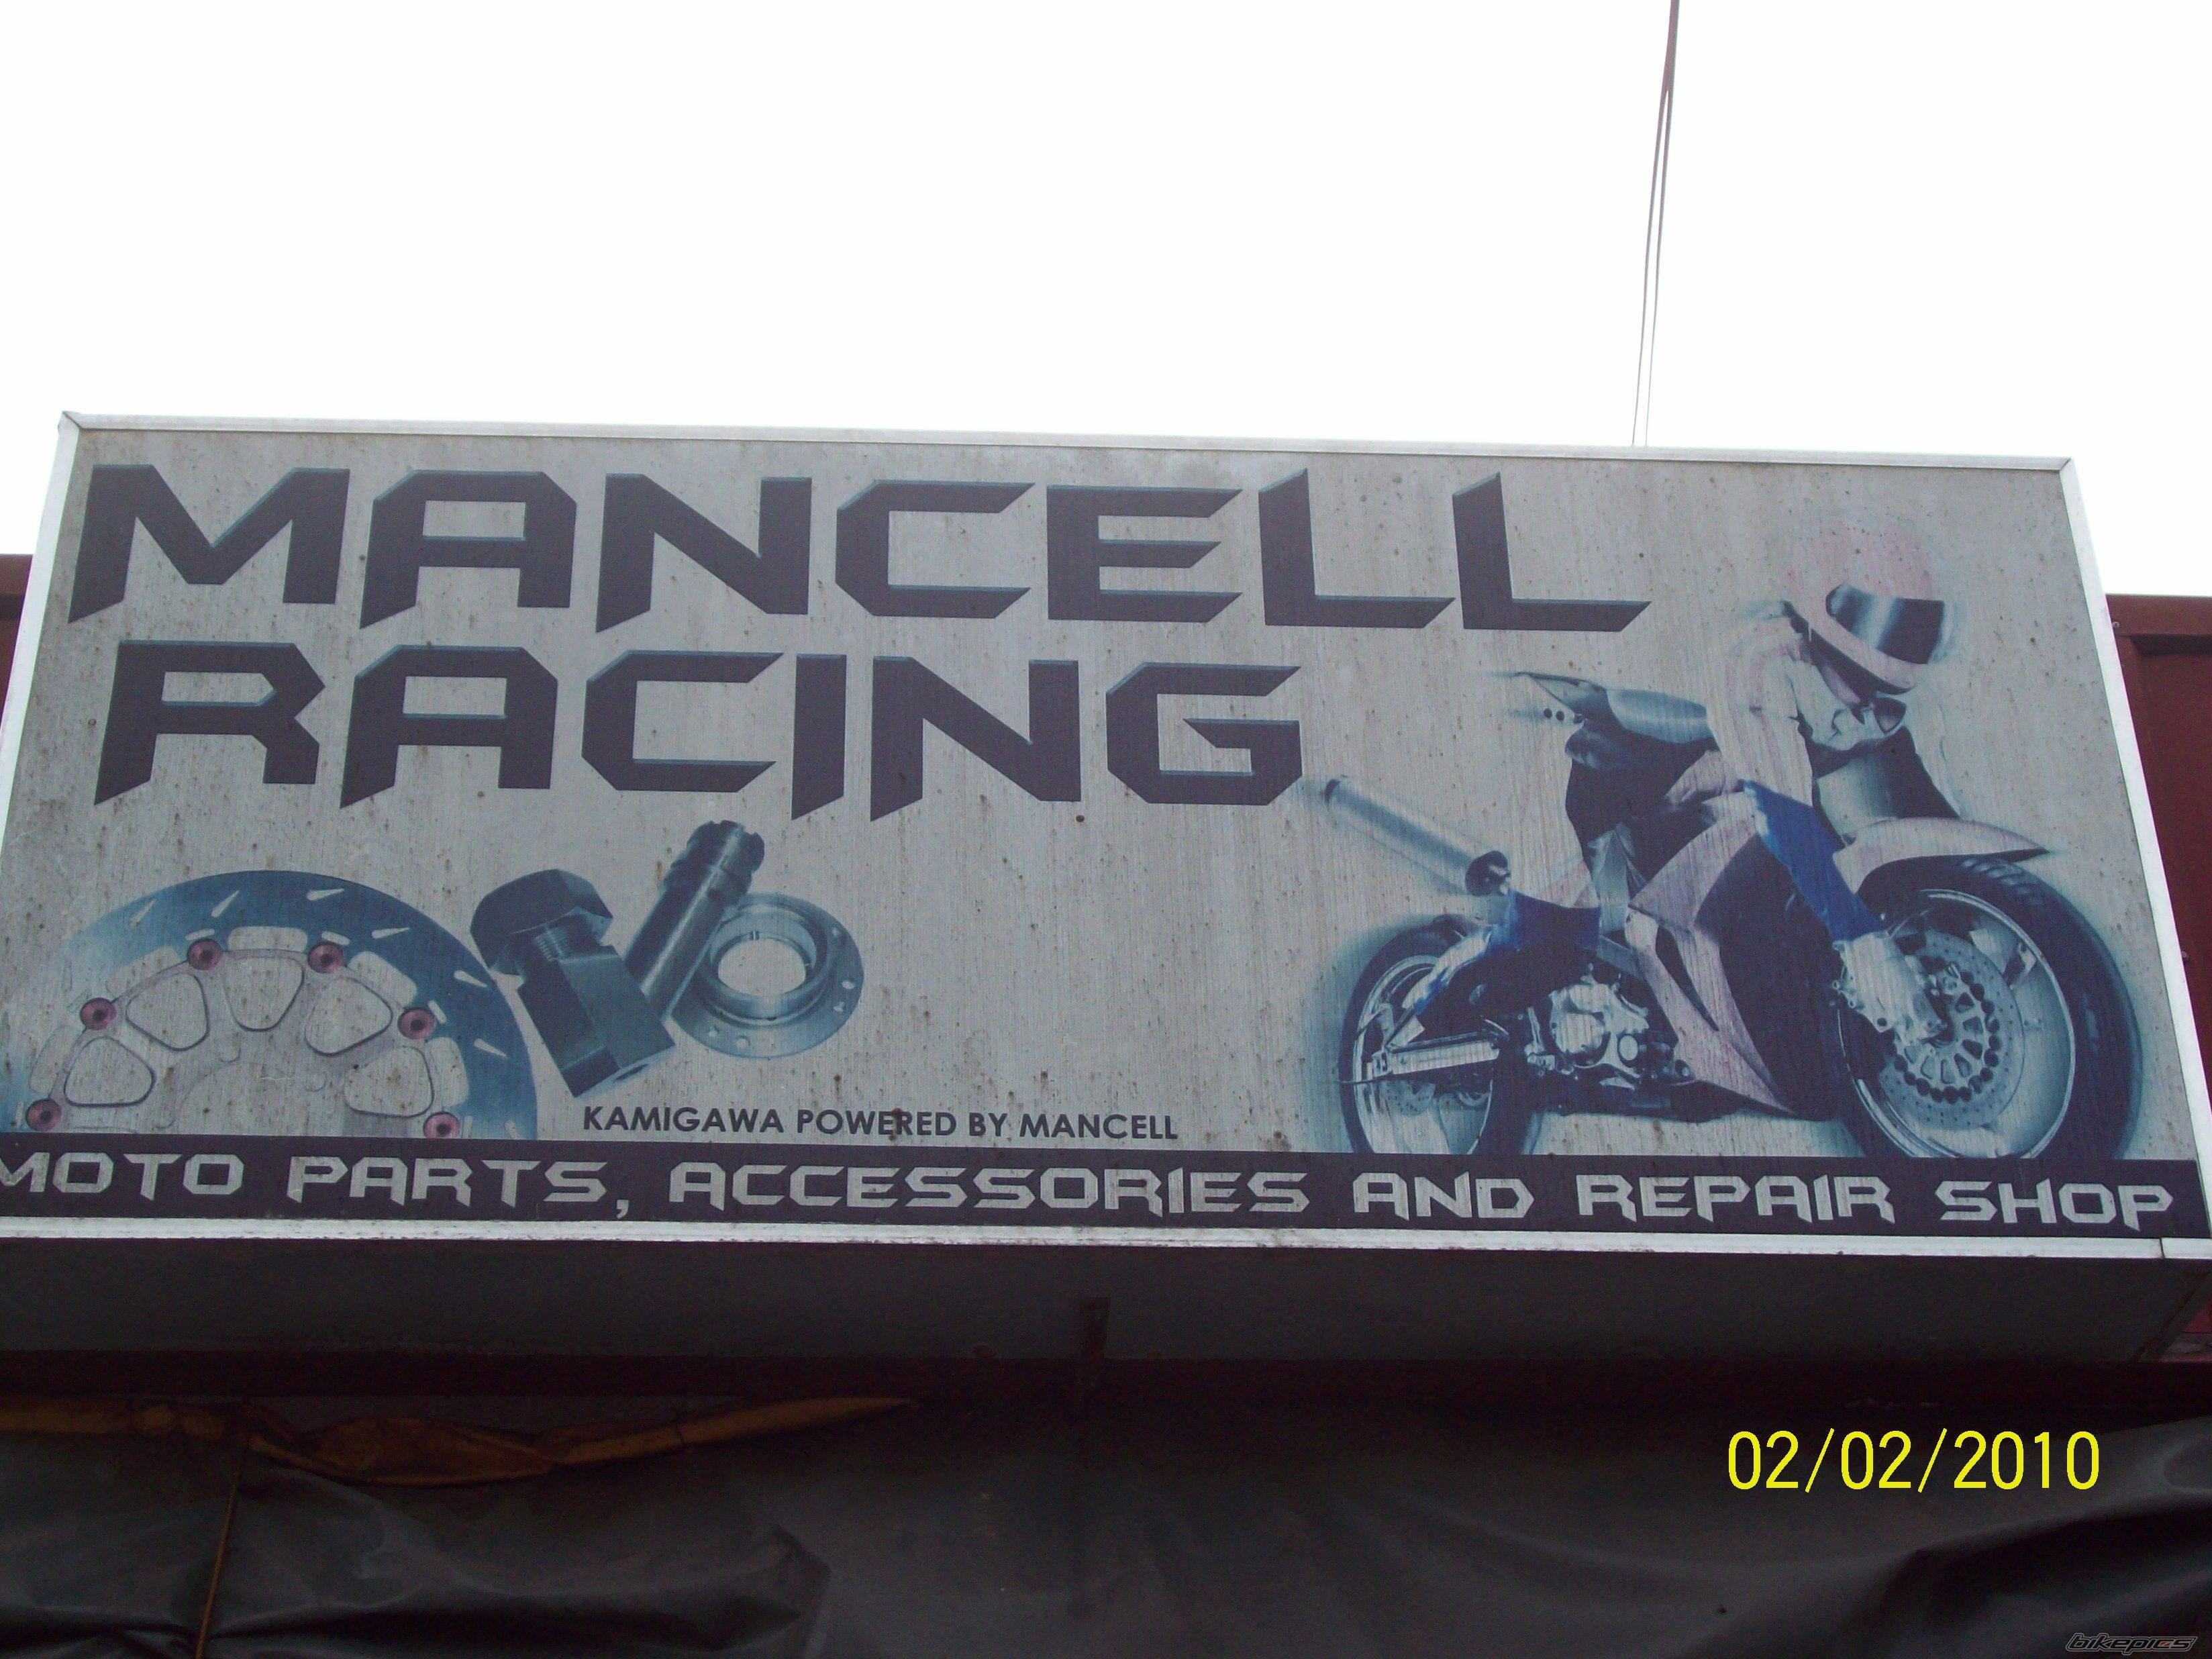 MANCELL
RACING
KAMIGAWA POWERED BY MANCELL
MOTO PARTS, ACCESSORIES AND REPAIR SHOP
02/02/2010
bikepics